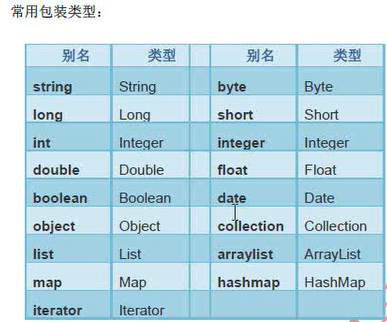 常用包装类型：
别名 类型 别名 类型
string String byte Byte
long Long short Short
int Integer integer Integer
double Double float Float
boolean Boolean date Date
object Object collection Collection
list List arraylist ArrayList
map Map hashmap HashMap
iterator Iterator